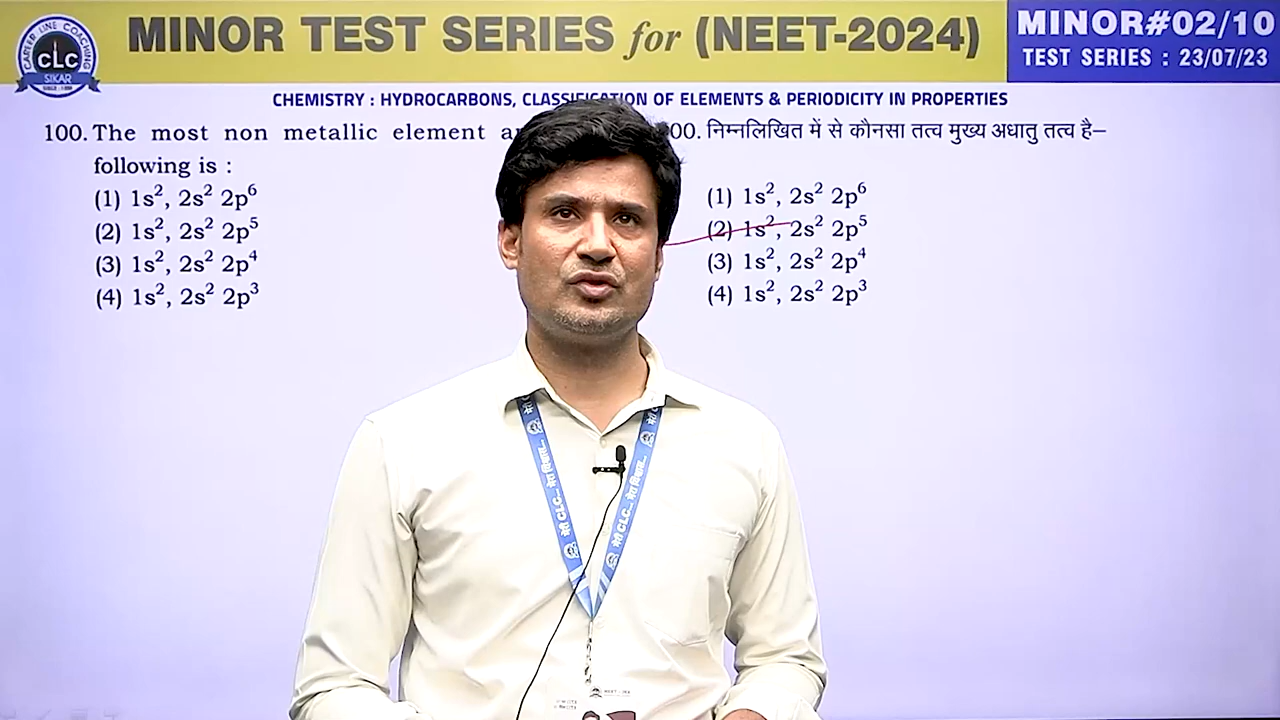 MINOR TEST SERIES for (NEET-2024)
MINOR#02/10
TEST SERIES : 23/07/23
CAREER LINE COACHING
CLC
SIKAR
CHEMISTRY : HYDROCARBONS, CLASSIFICATION OF ELEMENTS & PERIODICITY IN PROPERTIES
100. The most non metallic element
following is :
(1) 1s², 2s² 2p⁶
(2) 1s², 2s² 2p⁵
(3) 1s², 2s² 2p⁴
(4) 1s², 2s² 2p³
00. निम्नलिखित में से कौनसा तत्व मुख्य अधातु तत्व है–
(1) 1s², 2s² 2p⁶
(2) 1s², 2s² 2p⁵
(3) 1s², 2s² 2p⁴
(4) 1s², 2s² 2p³